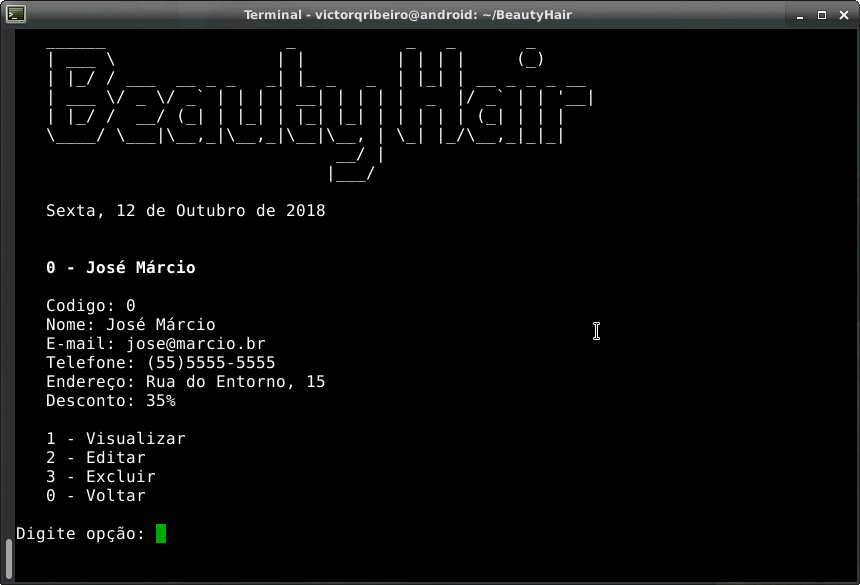 Terminal - victorqribeiro@android: ~/BeautyHair
BeautyHair
Sexta, 12 de Outubro de 2018
0 - José Márcio
Codigo: 0
Nome: José Márcio
E-mail: jose@marcio.br
Telefone: (55)5555-5555
Endereço: Rua do Entorno, 15
Desconto: 35%
1 - Visualizar
2 - Editar
3 - Excluir
0 - Voltar
Digite opção: